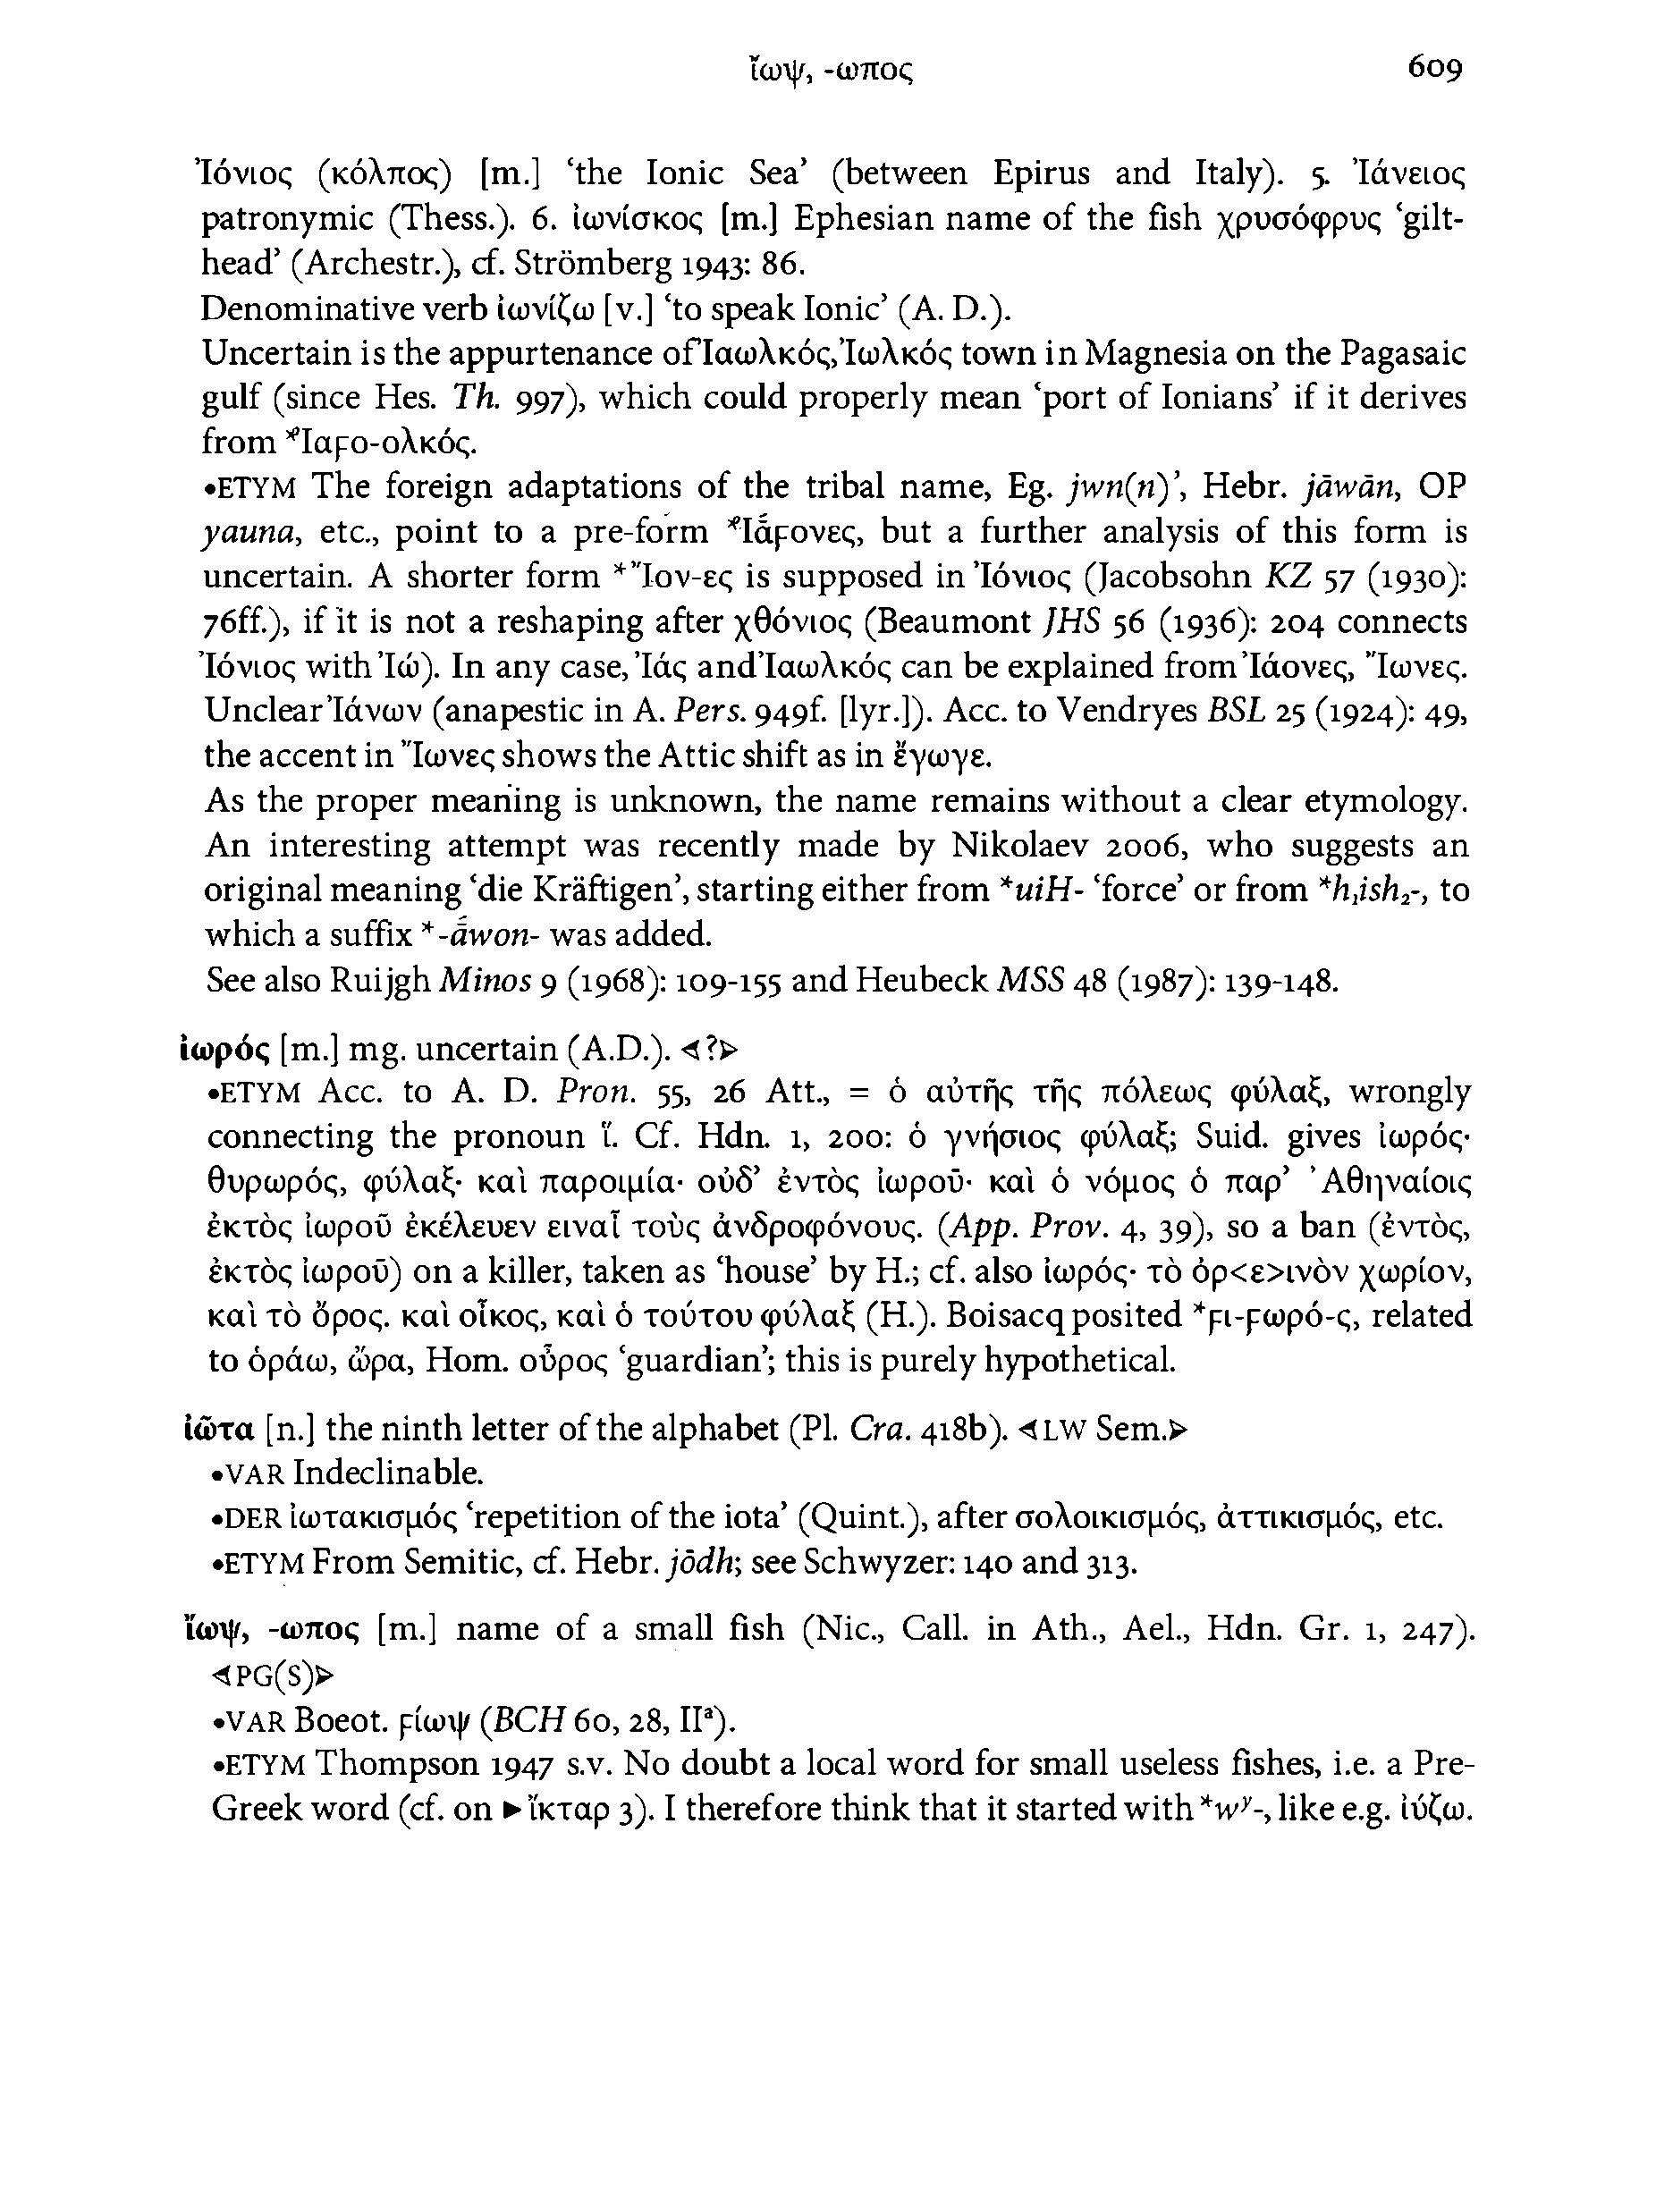 ἴωψ, -ωπος 609
Ἰόνιος (κόλπος) [m.] ‘the Ionic Sea’ (between Epirus and Italy). 5. Ἰάνειος
patronymic (Thess.). 6. ἰωνίσκος [m.] Ephesian name of the fish χρυσόφρυς ‘gilt-
head’ (Archestr.), cf. Strömberg 1943: 86.
Denominative verb ἰωνίζω [v.] ‘to speak Ionic’ (A. D.).
Uncertain is the appurtenance of Ἰαωλκός, Ἰωλκός town in Magnesia on the Pagasaic
gulf (since Hes. Th. 997), which could properly mean ‘port of Ionians’ if it derives
from *Ἰαϝο-ολκός.
•ETYM The foreign adaptations of the tribal name, Eg. jwn(n)’, Hebr. jāwān, OP
yauna, etc., point to a pre-form *Ἰᾱ́ϝονες, but a further analysis of this form is
uncertain. A shorter form *Ἴον-ες is supposed in Ἰόνιος (Jacobsohn KZ 57 (1930):
76ff.), if it is not a reshaping after χθόνιος (Beaumont JHS 56 (1936): 204 connects
Ἰόνιος with Ἰώ). In any case, Ἰάς and Ἰαωλκός can be explained from Ἰάονες, Ἴωνες.
Unclear Ἰάνων (anapestic in A. Pers. 949f. [lyr.]). Acc. to Vendryes BSL 25 (1924): 49,
the accent in Ἴωνες shows the Attic shift as in ἔγωγε.
As the proper meaning is unknown, the name remains without a clear etymology.
An interesting attempt was recently made by Nikolaev 2006, who suggests an
original meaning ‘die Kräftigen’, starting either from *uiH- ‘force’ or from *h₁ish₂-, to
which a suffix *-ā́won- was added.
See also Ruijgh Minos 9 (1968): 109-155 and Heubeck MSS 48 (1987): 139-148.
ἰωρός [m.] mg. uncertain (A.D.). ◄?►
•ETYM Acc. to A. D. Pron. 55, 26 Att., = ὁ αὐτῆς τῆς πόλεως φύλαξ, wrongly
connecting the pronoun ἵ. Cf. Hdn. 1, 200: ὁ γνήσιος φύλαξ; Suid. gives ἰωρός·
θυρωρός, φύλαξ· καὶ παροιμία· οὐδ’ ἐντὸς ἰωροῦ· καὶ ὁ νόμος ὁ παρ’ Ἀθηναίοις
ἐκτὸς ἰωροῦ ἐκέλευεν ειναῖ τοὺς ἀνδροφόνους. (App. Prov. 4, 39), so a ban (ἐντὸς,
ἐκτὸς ἰωροῦ) on a killer, taken as ‘house’ by H.; cf. also ἰωρός· τὸ ὀρ<ε>ινὸν χωρίον,
καὶ τὸ ὄρος. καὶ οἶκος, καὶ ὁ τούτου φύλαξ (H.). Boisacq posited *ϝι-ϝωρό-ς, related
to ὁράω, ὤρα, Hom. οὖρος ‘guardian’; this is purely hypothetical.
ἰῶτα [n.] the ninth letter of the alphabet (Pl. Cra. 418b). ◄LW Sem.►
•VAR Indeclinable.
•DER ἰωτακισμός ‘repetition of the iota’ (Quint.), after σολοικισμός, ἀττικισμός, etc.
•ETYM From Semitic, cf. Hebr. jōdh; see Schwyzer: 140 and 313.
ἴωψ, -ωπος [m.] name of a small fish (Nic., Call. in Ath., Ael., Hdn. Gr. 1, 247).
◄PG(S)►
•VAR Boeot. ϝίωψ (BCH 60, 28, IIᵃ).
•ETYM Thompson 1947 s.v. No doubt a local word for small useless fishes, i.e. a Pre-
Greek word (cf. on ►ἴκταρ 3). I therefore think that it started with *wʸ-, like e.g. ἰύζω.